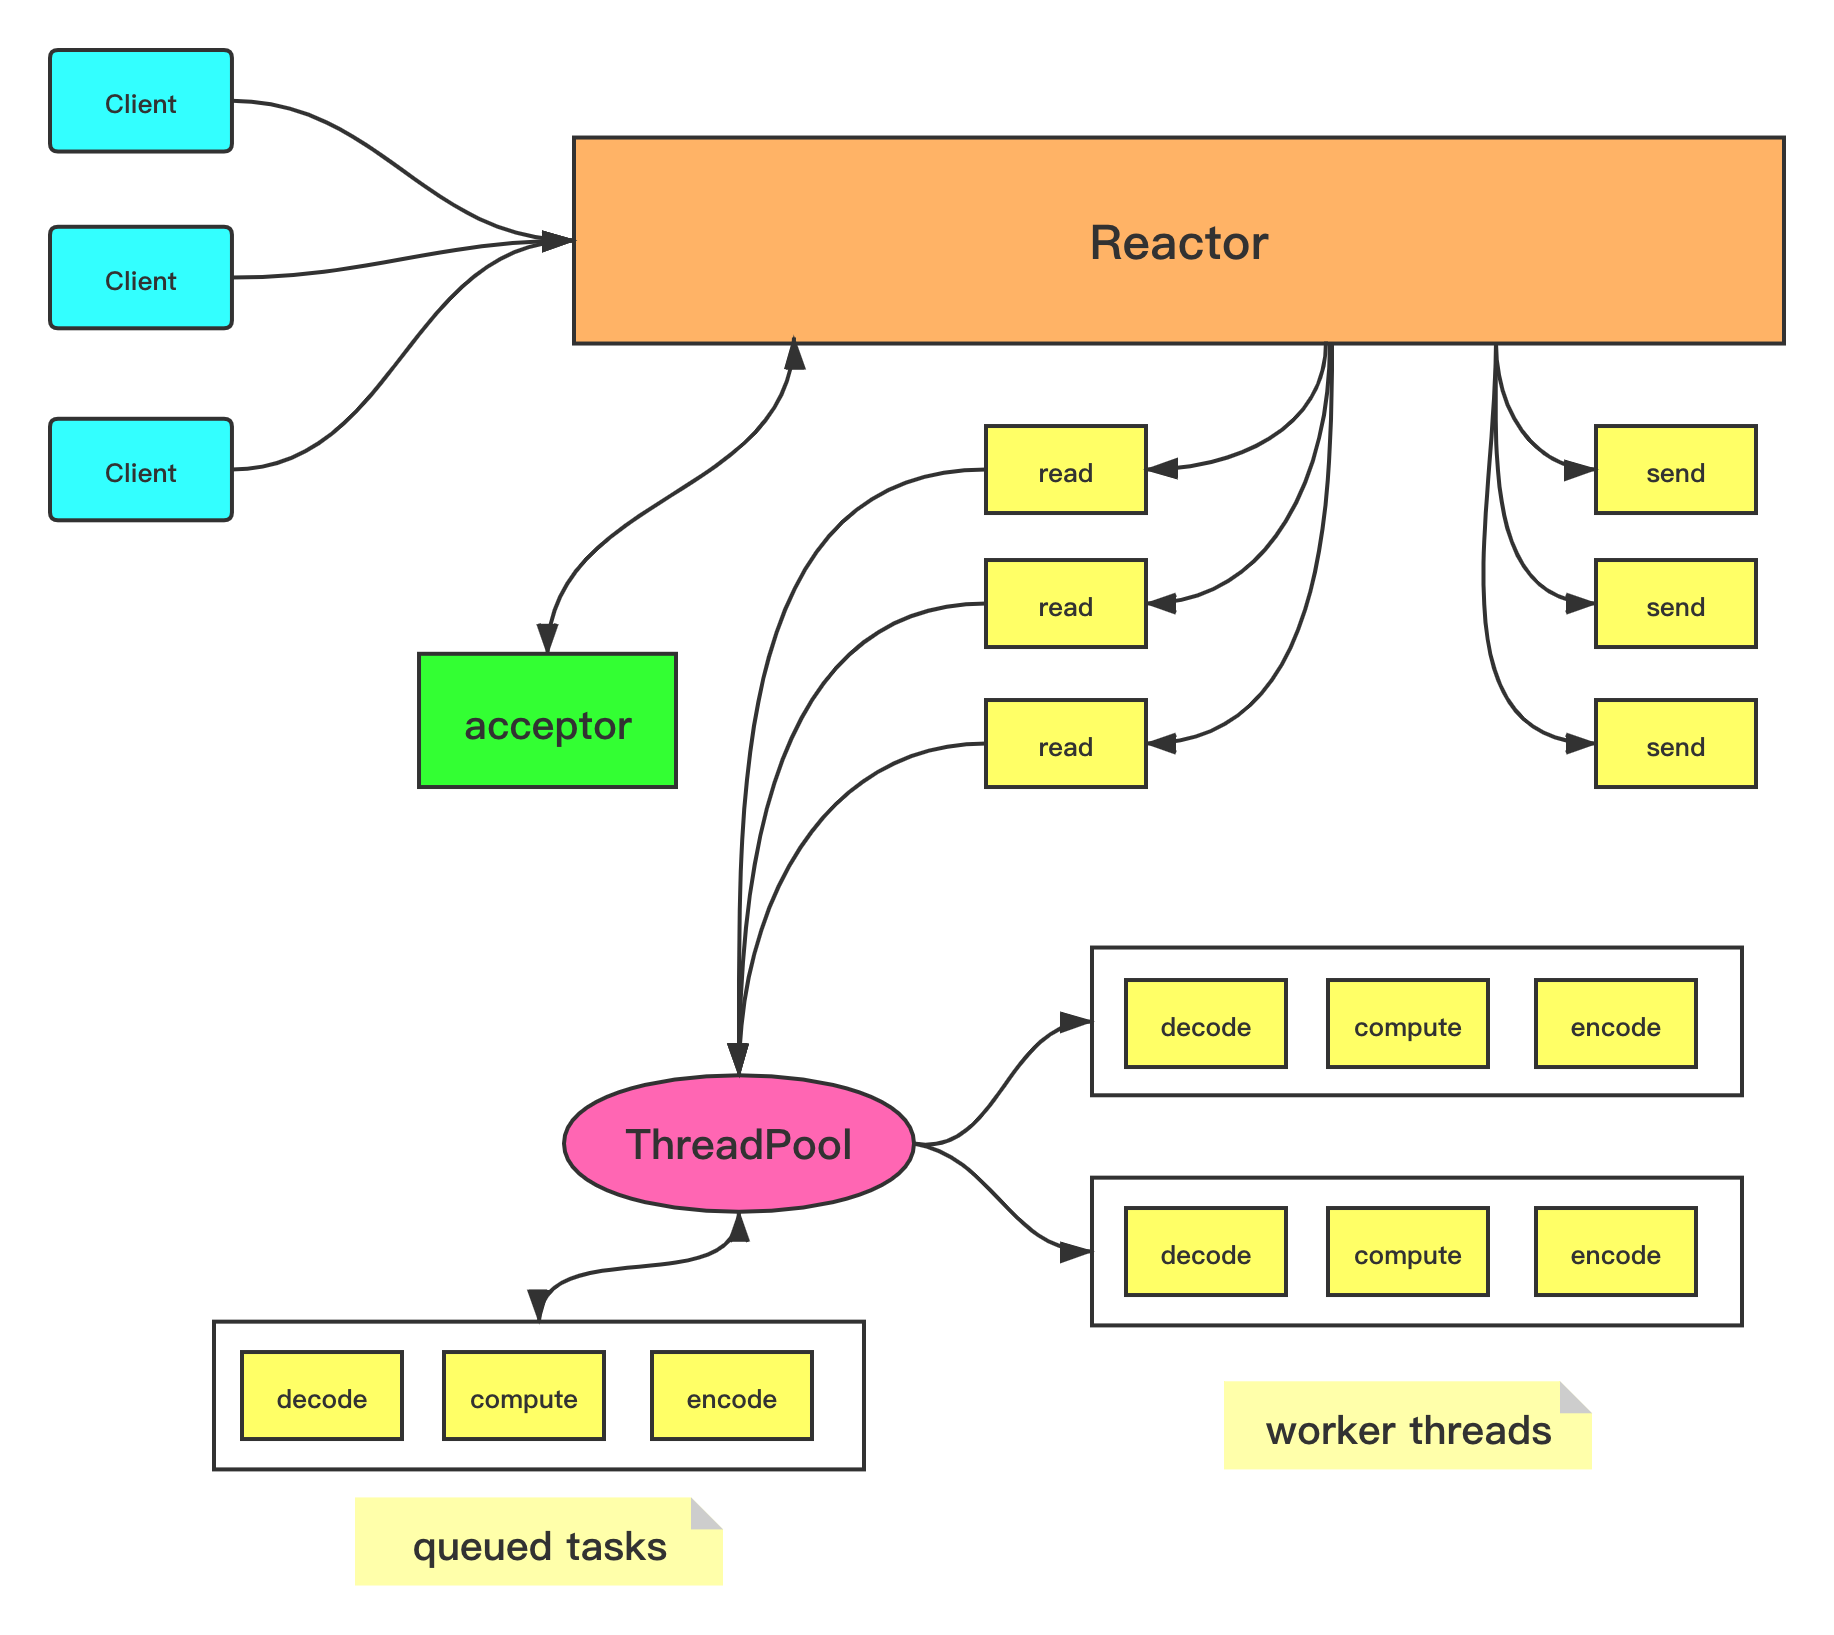 Client
Client
Client
Reactor
acceptor
read
send
read
send
read
send
ThreadPool
decode compute encode
decode compute encode
worker threads
decode compute encode
queued tasks